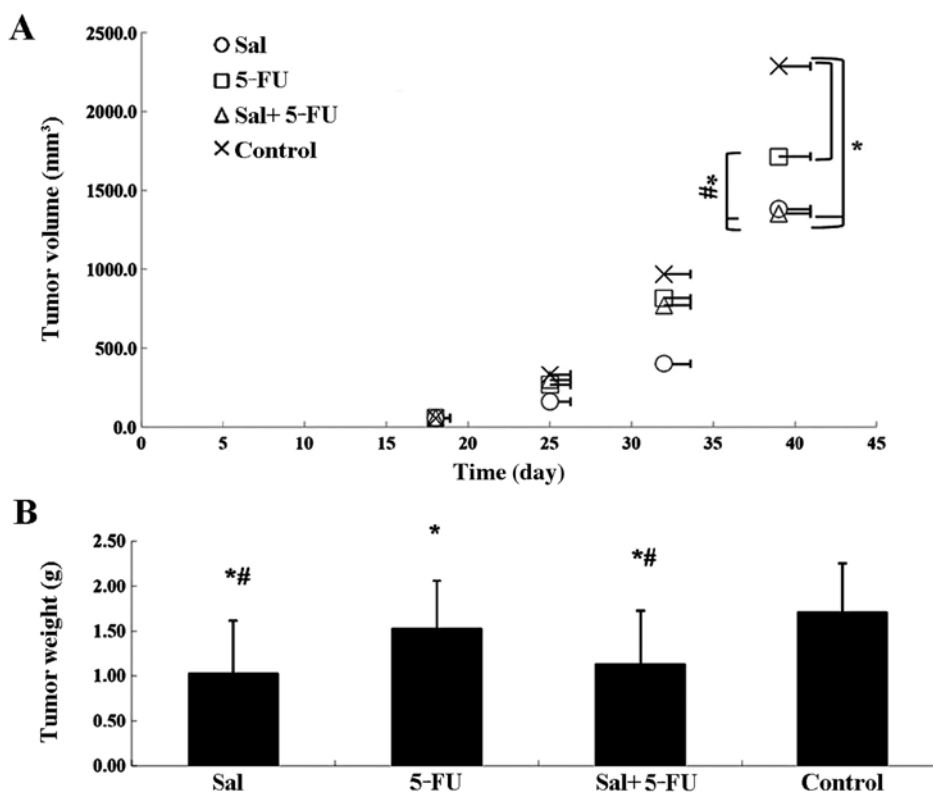 A
Tumor volume (mm³)
2500.0
2000.0
1500.0
1000.0
500.0
0.0
Sal
5-FU
Sal+ 5-FU
Control
#*
*
0 5 10 15 20 25 30 35 40 45
Time (day)
B
Tumor weight (g)
2.50
2.00
1.50
1.00
0.50
0.00
*#
*
*#
Sal 5-FU Sal+5-FU Control